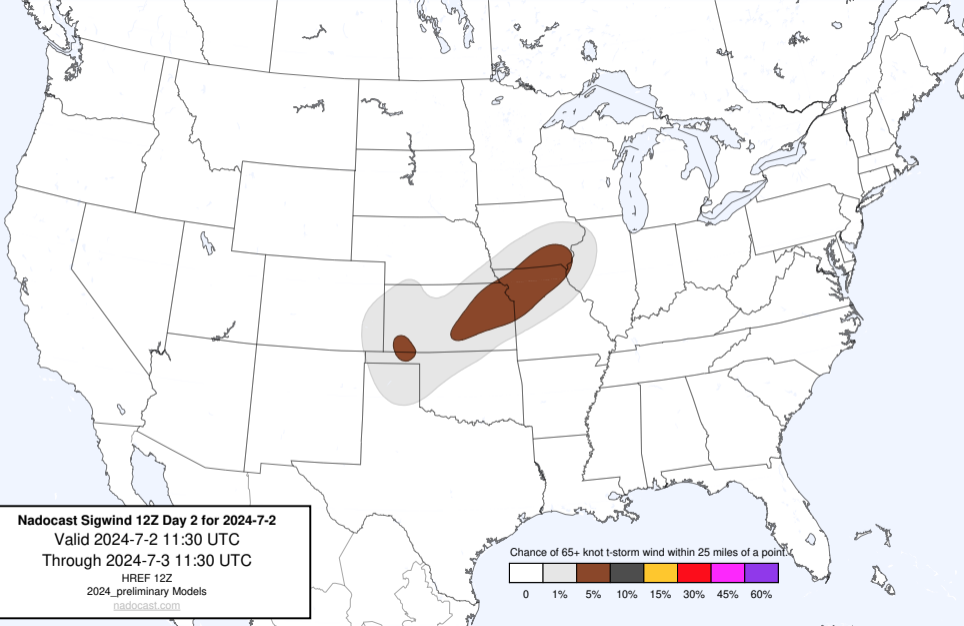 Nadocast Sigwind 12Z Day 2 for 2024-7-2
Valid 2024-7-2 11:30 UTC
Through 2024-7-3 11:30 UTC
HREF 12Z
2024_preliminary Models
nadocast.com
Chance of 65+ knot t-storm wind within 25 miles of a point.
0 1% 5% 10% 15% 30% 45% 60%